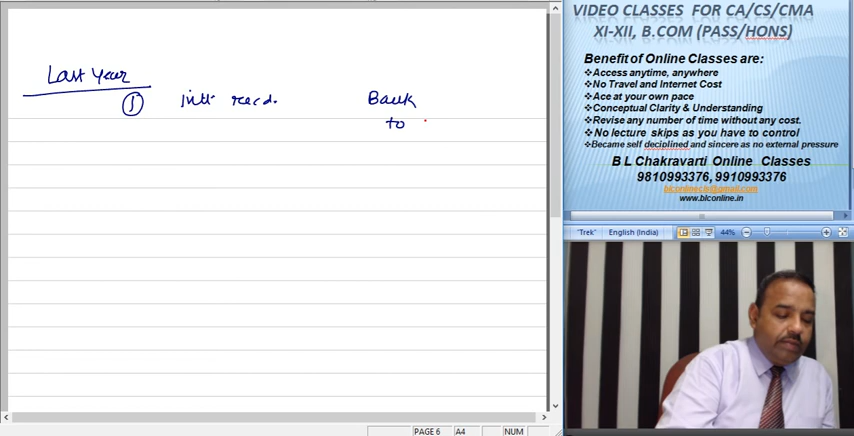 Last Year
① intt recd. Bank
to
PAGE 6 A4 NUM
VIDEO CLASSES FOR CA/CS/CMA
XI-XII, B.COM (PASS/HONS)
Benefit of Online Classes are:
❖Access anytime, anywhere
❖No Travel and Internet Cost
❖Ace at your own pace
❖Conceptual Clarity & Understanding
❖Revise any number of time without any cost.
❖No lecture skips as you have to control
❖Became self deciplined and sincere as no external pressure
B L Chakravarti Online Classes
9810993376, 9910993376
www.blconline.in
"Trek" English (India) 44%